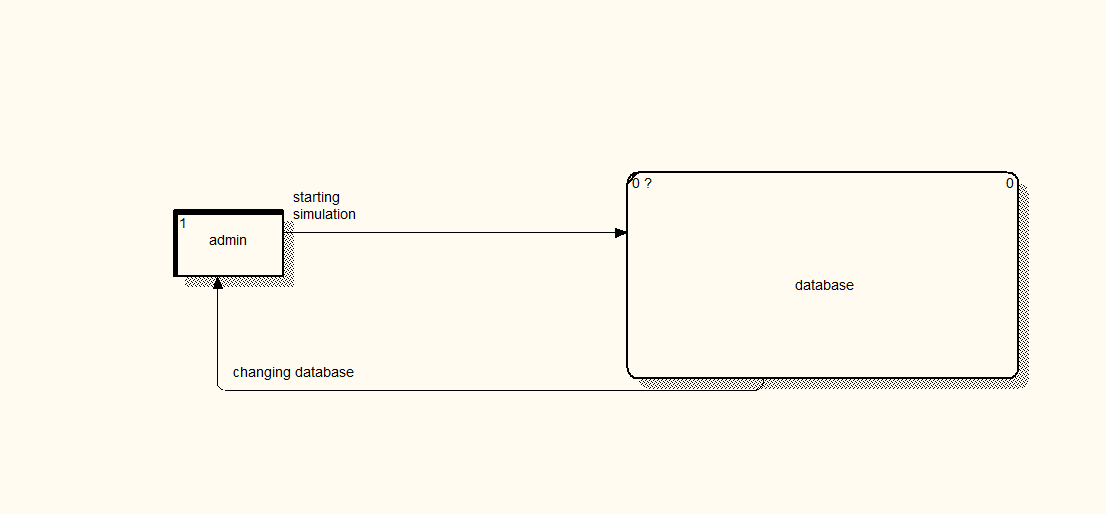 starting
simulation
0 ?
0
1
admin
database
changing database